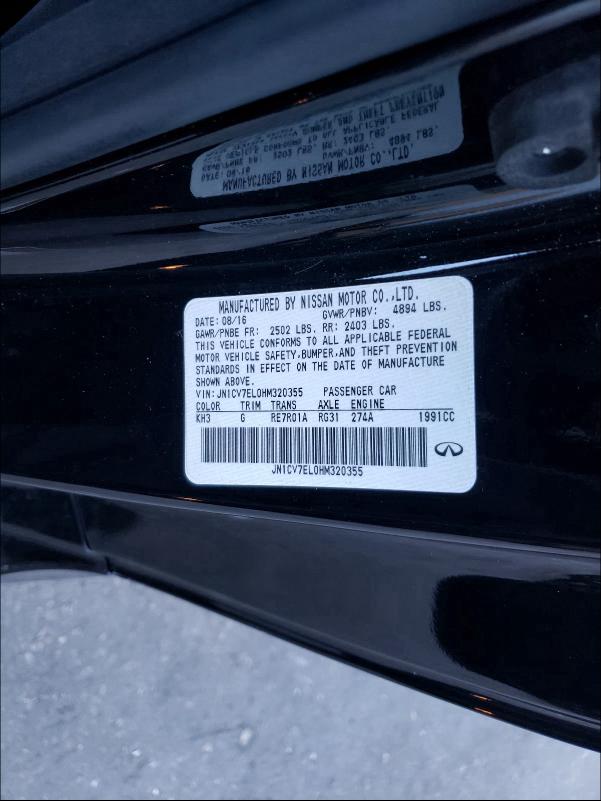 MANUFACTURED BY NISSAN MOTOR CO.,LTD.
DATE: 08/16 GVWR/PNBV: 4894 LBS.
GAWR/PNBE FR: 2502 LBS. RR: 2403 LBS.
THIS VEHICLE CONFORMS TO ALL APPLICABLE FEDERAL
MOTOR VEHICLE SAFETY,BUMPER,AND THEFT PREVENTION
STANDARDS IN EFFECT ON THE DATE OF MANUFACTURE
SHOWN ABOVE.
VIN: JN1CV7EL0HM320355 PASSENGER CAR
COLOR TRIM TRANS AXLE ENGINE
KH3 G RE7R01A RG31 274A 1991CC
JN1CV7EL0HM320355